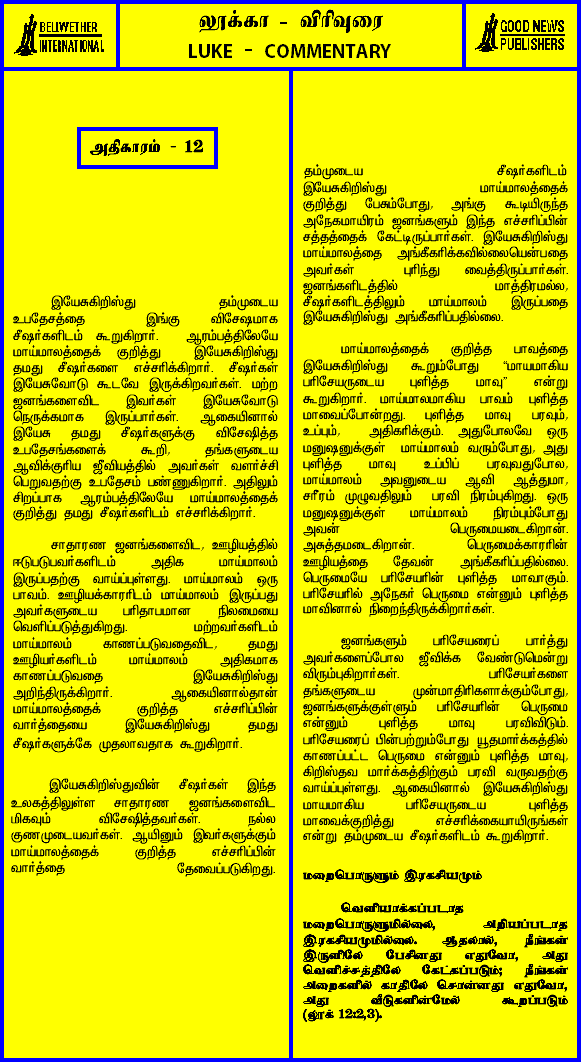 BELLWETHER
INTERNATIONAL
லூக்கா - விரிவுரை
LUKE - COMMENTARY
GOOD NEWS
PUBLISHERS
அதிகாரம் - 12
இயேசுகிறிஸ்து தம்முடைய
உபதேசத்தை இங்கு விசேஷமாக
சீஷர்களிடம் கூறுகிறார். ஆரம்பத்திலேயே
மாய்மாலத்தைக் குறித்து இயேசுகிறிஸ்து
தமது சீஷர்களை எச்சரிக்கிறார். சீஷர்கள்
இயேசுவோடு கூடவே இருக்கிறவர்கள். மற்ற
ஜனங்களைவிட இவர்கள் இயேசுவோடு
நெருக்கமாக இருப்பார்கள். ஆகையினால்
இயேசு தமது சீஷர்களுக்கு விசேஷித்த
உபதேசங்களைக் கூறி, தங்களுடைய
ஆவிக்குரிய ஜீவியத்தில் அவர்கள் வளர்ச்சி
பெறுவதற்கு உபதேசம் பண்ணுகிறார். அதிலும்
சிறப்பாக ஆரம்பத்திலேயே மாய்மாலத்தைக்
குறித்து தமது சீஷர்களிடம் எச்சரிக்கிறார்.
சாதாரண ஜனங்களைவிட, ஊழியத்தில்
ஈடுபடுபவர்களிடம் அதிக மாய்மாலம்
இருப்பதற்கு வாய்ப்புள்ளது. மாய்மாலம் ஒரு
பாவம். ஊழியக்காரரிடம் மாய்மாலம் இருப்பது
அவர்களுடைய பரிதாபமான நிலமையை
வெளிப்படுத்துகிறது. மற்றவர்களிடம்
மாய்மாலம் காணப்படுவதைவிட, தமது
ஊழியர்களிடம் மாய்மாலம் அதிகமாக
காணப்படுவதை இயேசுகிறிஸ்து
அறிந்திருக்கிறார். ஆகையினால்தான்
மாய்மாலத்தைக் குறித்த எச்சரிப்பின்
வார்த்தையை இயேசுகிறிஸ்து தமது
சீஷர்களுக்கே முதலாவதாக கூறுகிறார்.
இயேசுகிறிஸ்துவின் சீஷர்கள் இந்த
உலகத்திலுள்ள சாதாரண ஜனங்களைவிட
மிகவும் விசேஷித்தவர்கள். நல்ல
குணமுடையவர்கள். ஆயினும் இவர்களுக்கும்
மாய்மாலத்தைக் குறித்த எச்சரிப்பின்
வார்த்தை தேவைப்படுகிறது.
தம்முடைய சீஷர்களிடம்
இயேசுகிறிஸ்து மாய்மாலத்தைக்
குறித்து பேசும்போது, அங்கு கூடியிருந்த
அநேகமாயிரம் ஜனங்களும் இந்த எச்சரிப்பின்
சத்தத்தைக் கேட்டிருப்பார்கள். இயேசுகிறிஸ்து
மாய்மாலத்தை அங்கீகரிக்கவில்லையென்பதை
அவர்கள் புரிந்து வைத்திருப்பார்கள்.
ஜனங்களிடத்தில் மாத்திரமல்ல,
சீஷர்களிடத்திலும் மாய்மாலம் இருப்பதை
இயேசுகிறிஸ்து அங்கீகரிப்பதில்லை.
மாய்மாலத்தைக் குறித்த பாவத்தை
இயேசுகிறிஸ்து கூறும்போது “மாயமாகிய
பரிசேயருடைய புளித்த மாவு” என்று
கூறுகிறார். மாய்மாலமாகிய பாவம் புளித்த
மாவைப்போன்றது. புளித்த மாவு பரவும்,
உப்பும், அதிகரிக்கும். அதுபோலவே ஒரு
மனுஷனுக்குள் மாய்மாலம் வரும்போது, அது
புளித்த மாவு உப்பிப் பரவுவதுபோல,
மாய்மாலம் அவனுடைய ஆவி ஆத்துமா,
சரீரம் முழுவதிலும் பரவி நிரம்புகிறது. ஒரு
மனுஷனுக்குள் மாய்மாலம் நிரம்பும்போது
அவன் பெருமையடைகிறான்.
அசுத்தமடைகிறான். பெருமைக்காரரின்
ஊழியத்தை தேவன் அங்கீகரிப்பதில்லை.
பெருமையே பரிசேயரின் புளித்த மாவாகும்.
பரிசேயரில் அநேகர் பெருமை என்னும் புளித்த
மாவினால் நிறைந்திருக்கிறார்கள்.
ஜனங்களும் பரிசேயரைப் பார்த்து
அவர்களைப்போல ஜீவிக்க வேண்டுமென்று
விரும்புகிறார்கள். பரிசேயர்களை
தங்களுடைய முன்மாதிரிகளாக்கும்போது,
ஜனங்களுக்குள்ளும் பரிசேயரின் பெருமை
என்னும் புளித்த மாவு பரவிவிடும்.
பரிசேயரைப் பின்பற்றும்போது யூதமார்க்கத்தில்
காணப்பட்ட பெருமை என்னும் புளித்த மாவு,
கிறிஸ்தவ மார்க்கத்திற்கும் பரவி வருவதற்கு
வாய்ப்புள்ளது. ஆகையினால் இயேசுகிறிஸ்து
மாயமாகிய பரிசேயருடைய புளித்த
மாவைக்குறித்து எச்சரிக்கையாயிருங்கள்
என்று தம்முடைய சீஷர்களிடம் கூறுகிறார்.
மறைபொருளும் இரகசியமும்
வெளியாக்கப்படாத
மறைபொருளுமில்லை, அறியப்படாத
இரகசியமுமில்லை. ஆதலால், நீங்கள்
இருளிலே பேசினது எதுவோ, அது
வெளிச்சத்திலே கேட்கப்படும்; நீங்கள்
அறைகளில் காதிலே சொன்னது எதுவோ,
அது வீடுகளின்மேல் கூறப்படும்
(லூக் 12:2,3).